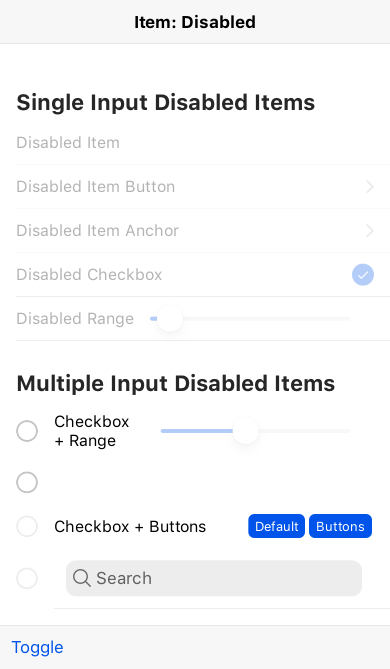 Item: Disabled
Single Input Disabled Items
Disabled Item
Disabled Item Button
Disabled Item Anchor
Disabled Checkbox
Disabled Range
Multiple Input Disabled Items
Checkbox
+ Range
Checkbox + Buttons Default Buttons
Search
Toggle